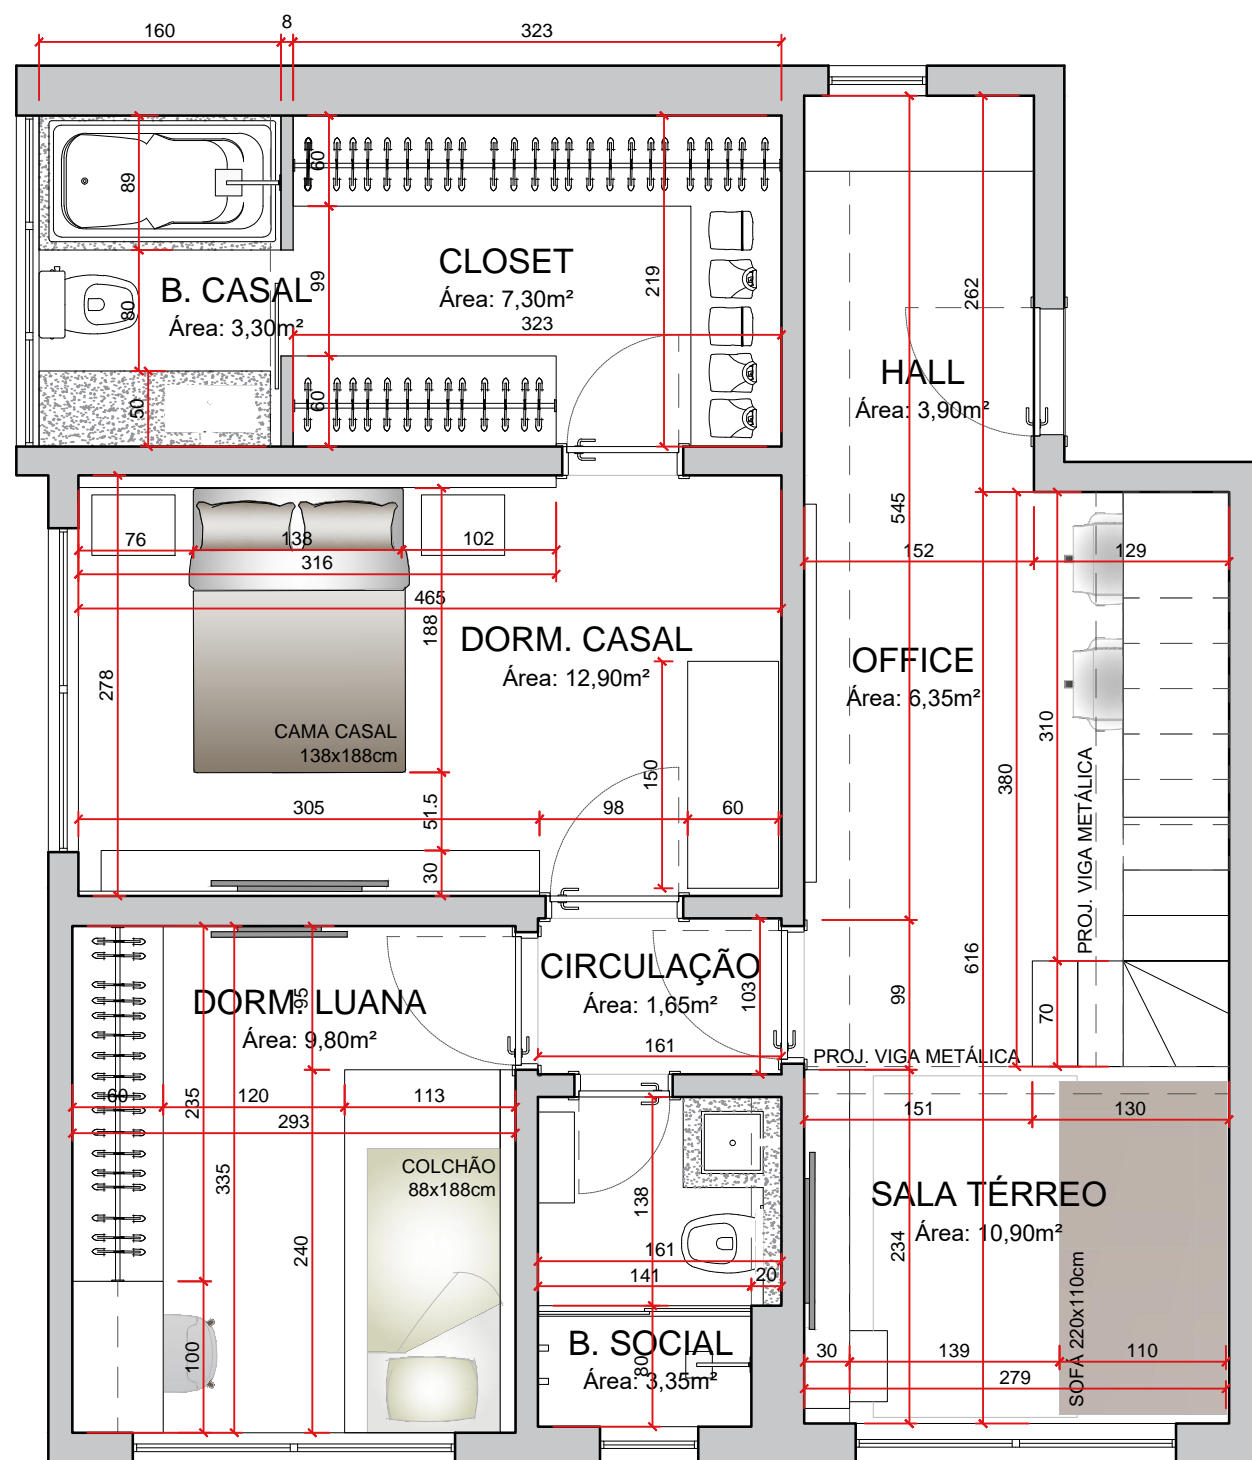 160
8
323
89
60
CLOSET
Área: 7,30m²
B. CASAL
Área: 3,30m²
80
99
219
323
262
HALL
Área: 3,90m²
50
60
76
138
102
316
465
188
545
152
129
DORM. CASAL
Área: 12,90m²
OFFICE
Área: 6,35m²
278
CAMA CASAL
138x188cm
150
310
380
PROJ. VIGA METÁLICA
305
51.5
98
60
30
CIRCULAÇÃO
Área: 1,65m²
103
161
DORM. LUANA
Área: 9,80m²
95
99
616
70
PROJ. VIGA METÁLICA
60
235
120
113
293
335
240
100
COLCHÃO
88x188cm
138
161
141
20
B. SOCIAL
Área: 3,35m²
80
151
130
SALA TÉRREO
Área: 10,90m²
234
SOFÁ 220x110cm
30
139
110
279